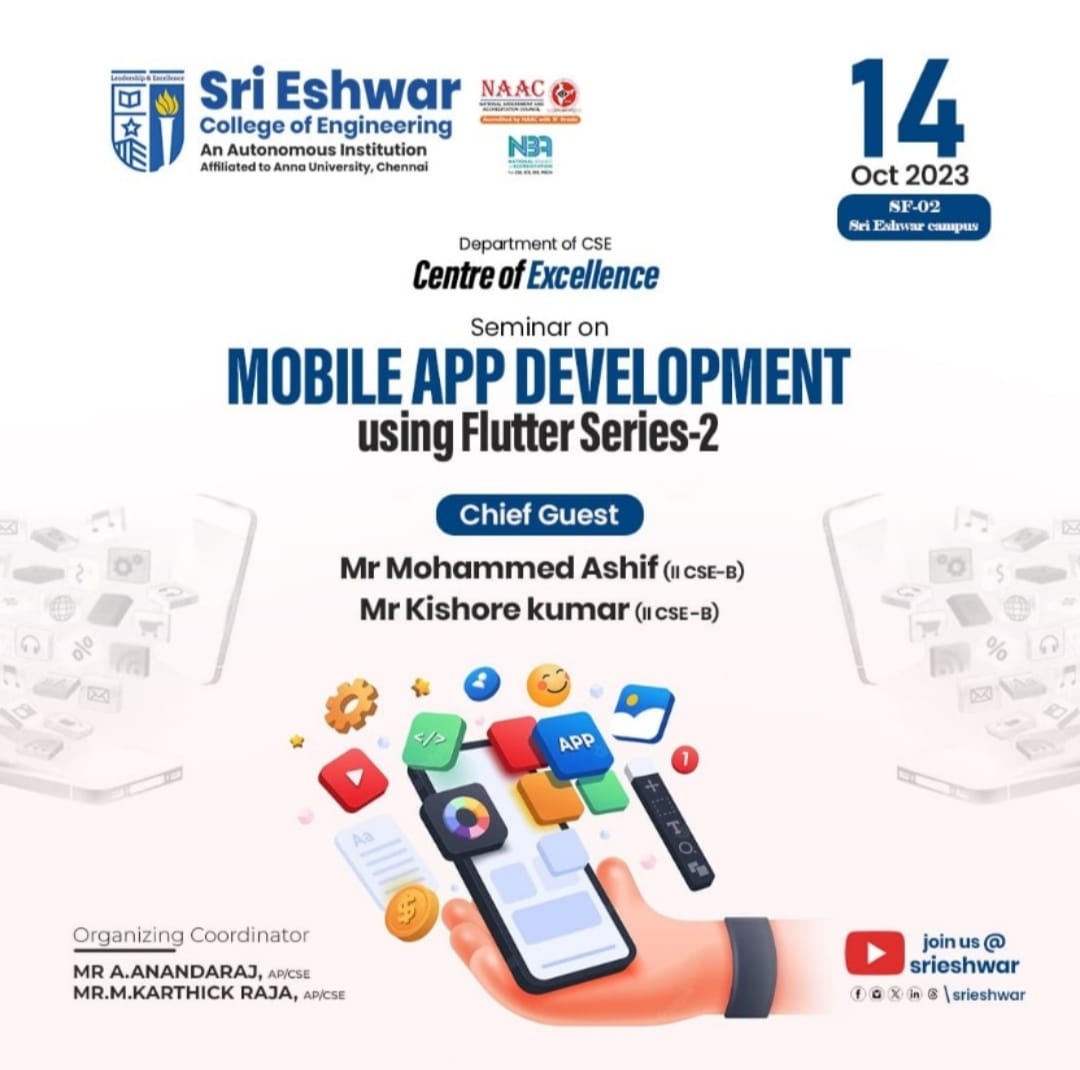 Leadership & Excellence
Sri Eshwar
College of Engineering
An Autonomous Institution
Affiliated to Anna University, Chennai
NAAC
NATIONAL ASSESSMENT AND
ACCREDITATION COUNCIL
Accredited by NAAC with 'A' Grade
NBA
NATIONAL BOARD
of ACCREDITATION
14
Oct 2023
SF-02
Sri Eshwar campus
Department of CSE
Centre of Excellence
Seminar on
MOBILE APP DEVELOPMENT
using Flutter Series-2
Chief Guest
Mr Mohammed Ashif (II CSE-B)
Mr Kishore kumar (II CSE-B)
</>
APP
1
Aa
T
$
Organizing Coordinator
MR A.ANANDARAJ, AP/CSE
MR.M.KARTHICK RAJA, AP/CSE
join us @
srieshwar
\srieshwar